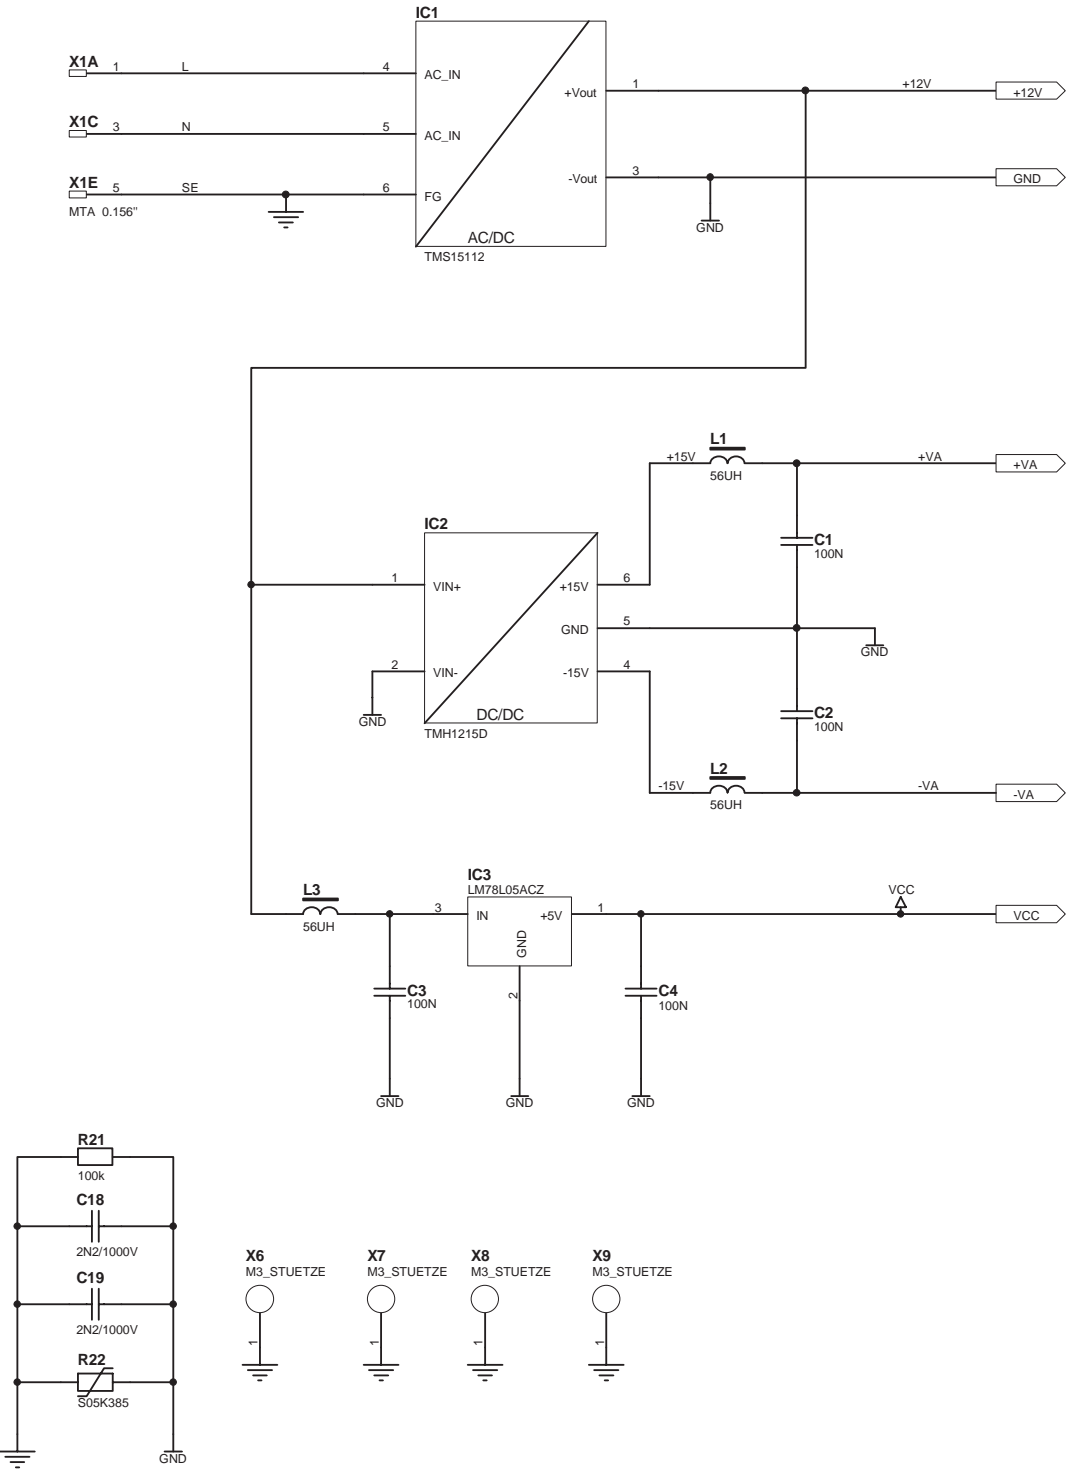 IC1
X1A 1 L 4 AC_IN
+Vout 1 +12V +12V
X1C 3 N 5 AC_IN
X1E 5 SE 6 FG
-Vout 3 GND
MTA 0.156"
GND
AC/DC
TMS15112
L1
+15V +VA +VA
56UH
IC2
C1
100N
1 VIN+ +15V 6
GND 5
GND
2 VIN- -15V 4
GND
DC/DC
TMH1215D
C2
100N
L2
-15V -VA -VA
56UH
IC3
LM78L05ACZ
L3
56UH
3 IN +5V 1
GND
2
VCC
VCC
C3
100N
C4
100N
GND GND GND
R21
100k
C18
2N2/1000V
C19
2N2/1000V
R22
S05K385
GND
X6 X7 X8 X9
M3_STUETZE M3_STUETZE M3_STUETZE M3_STUETZE
1 1 1 1